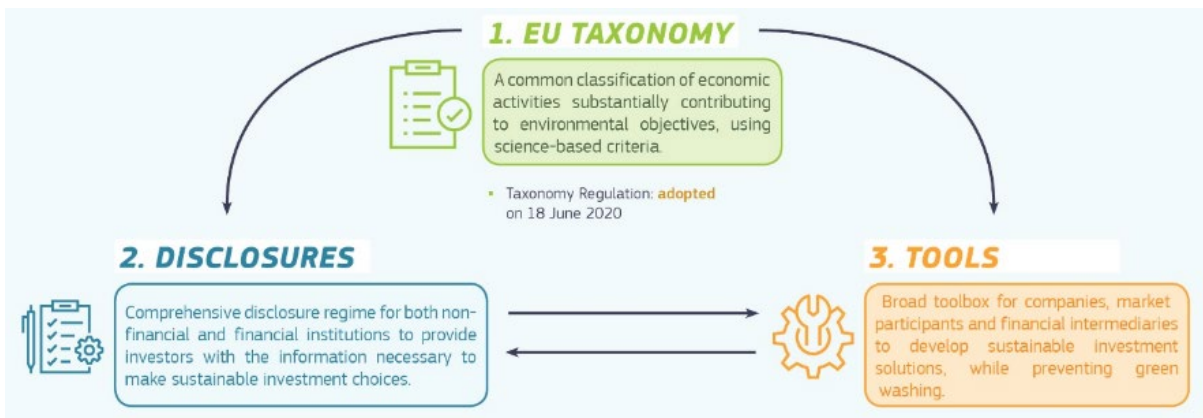 1. EU TAXONOMY
A common classification of economic
activities substantially contributing
to environmental objectives, using
science-based criteria.
▪ Taxonomy Regulation: adopted
on 18 June 2020
2. DISCLOSURES
Comprehensive disclosure regime for both non-
financial and financial institutions to provide
investors with the information necessary to
make sustainable investment choices.
3. TOOLS
Broad toolbox for companies, market
participants and financial intermediaries
to develop sustainable investment
solutions, while preventing green
washing.